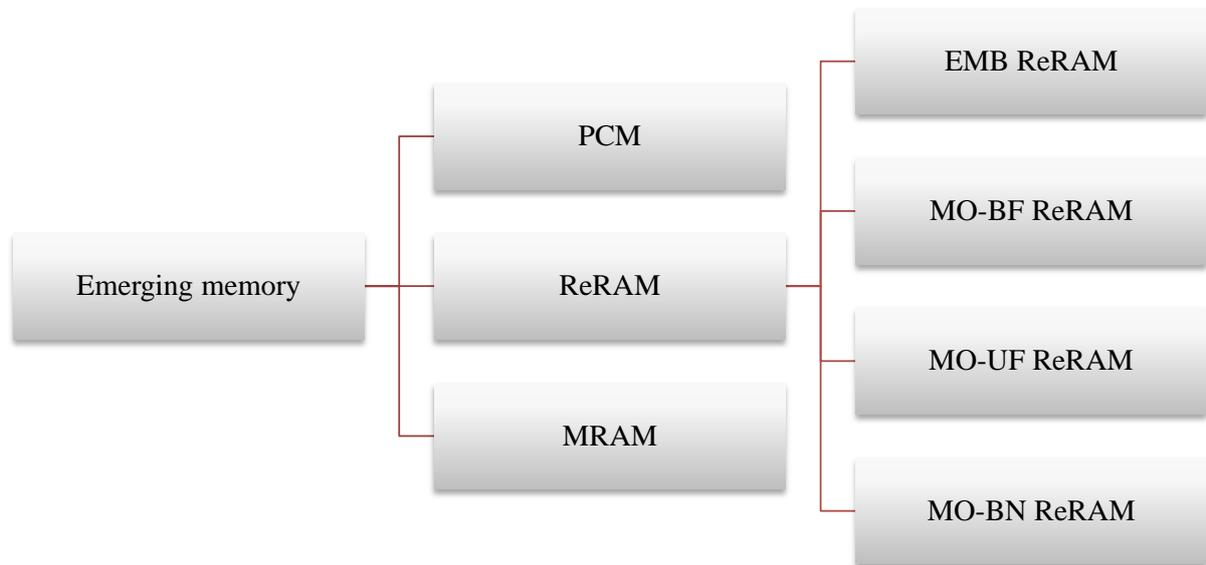 Emerging memory
PCM
ReRAM
MRAM
EMB ReRAM
MO-BF ReRAM
MO-UF ReRAM
MO-BN ReRAM